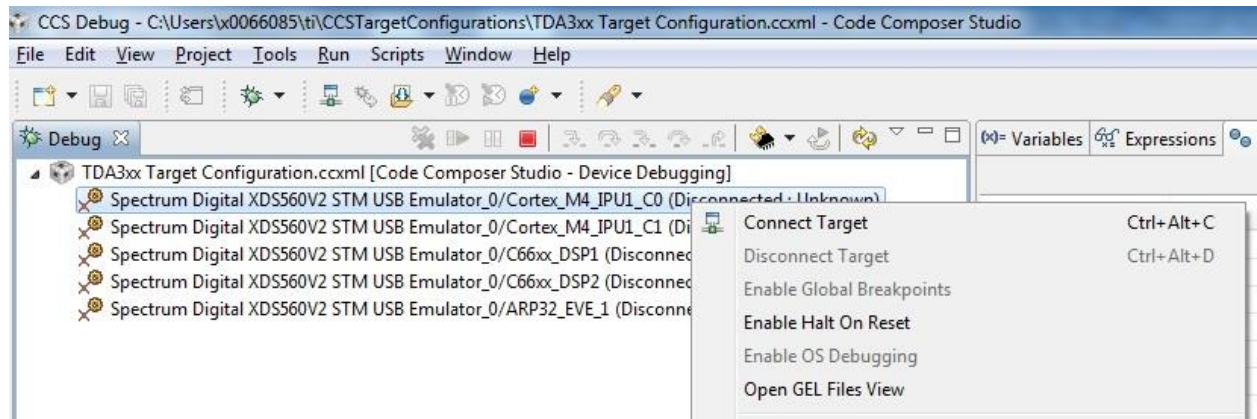 CCS Debug - C:\Users\x0066085\ti\CCSTargetConfigurations\TDA3xx Target Configuration.ccxml - Code Composer Studio
File Edit View Project Tools Run Scripts Window Help
Debug
(x)= Variables Expressions
TDA3xx Target Configuration.ccxml [Code Composer Studio - Device Debugging]
Spectrum Digital XDS560V2 STM USB Emulator_0/Cortex_M4_IPU1_C0 (Disconnected : Unknown)
Spectrum Digital XDS560V2 STM USB Emulator_0/Cortex_M4_IPU1_C1 (Di
Spectrum Digital XDS560V2 STM USB Emulator_0/C66xx_DSP1 (Disconnec
Spectrum Digital XDS560V2 STM USB Emulator_0/C66xx_DSP2 (Disconnec
Spectrum Digital XDS560V2 STM USB Emulator_0/ARP32_EVE_1 (Disconne
Connect Target Ctrl+Alt+C
Disconnect Target Ctrl+Alt+D
Enable Global Breakpoints
Enable Halt On Reset
Enable OS Debugging
Open GEL Files View